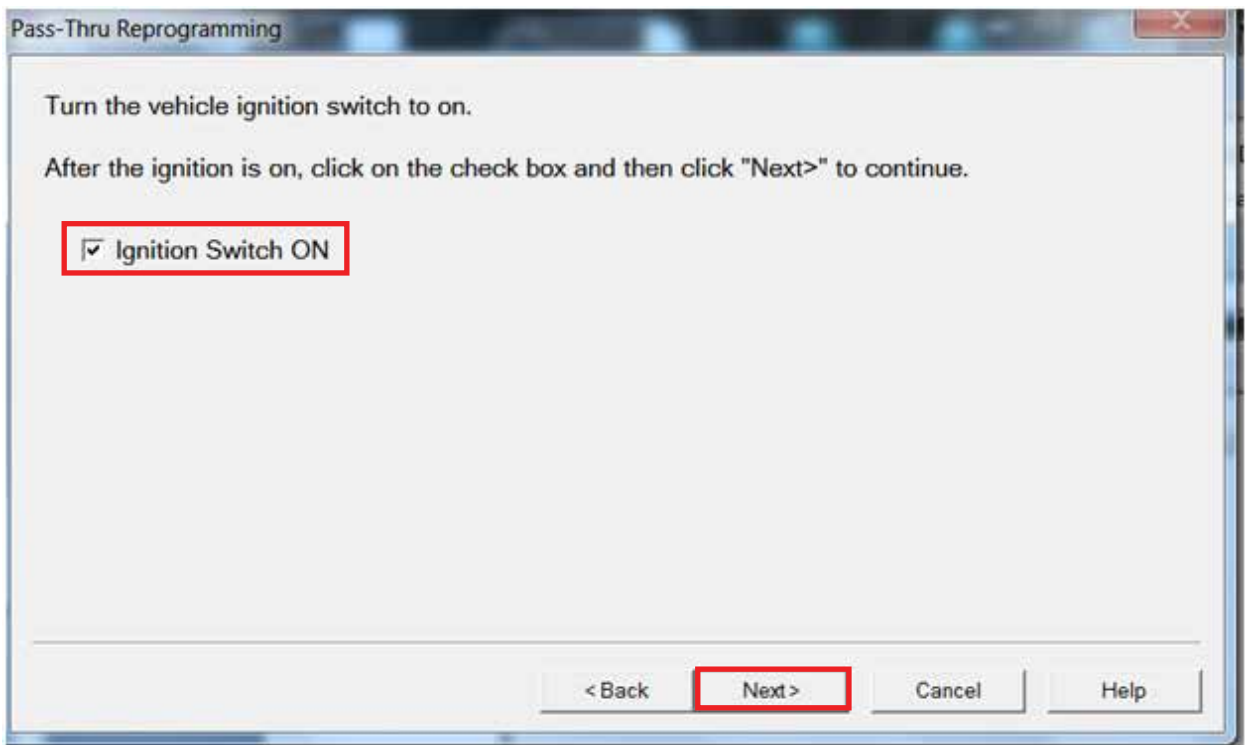 Pass-Thru Reprogramming
Turn the vehicle ignition switch to on.
After the ignition is on, click on the check box and then click "Next>" to continue.
Ignition Switch ON
< Back Next > Cancel Help